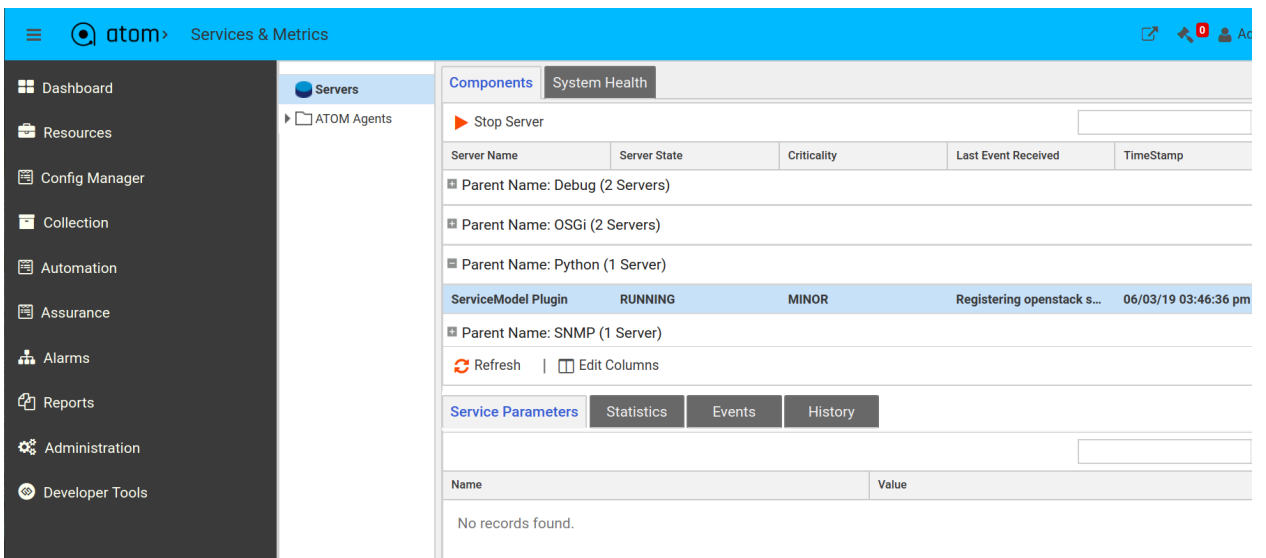 atom Services & Metrics 0
Dashboard
Resources
Config Manager
Collection
Automation
Assurance
Alarms
Reports
Administration
Developer Tools
Servers
ATOM Agents
Components System Health
Stop Server
Server Name Server State Criticality Last Event Received TimeStamp
Parent Name: Debug (2 Servers)
Parent Name: OSGi (2 Servers)
Parent Name: Python (1 Server)
ServiceModel Plugin RUNNING MINOR Registering openstack s... 06/03/19 03:46:36 pm
Parent Name: SNMP (1 Server)
Refresh | Edit Columns
Service Parameters Statistics Events History
Name Value
No records found.